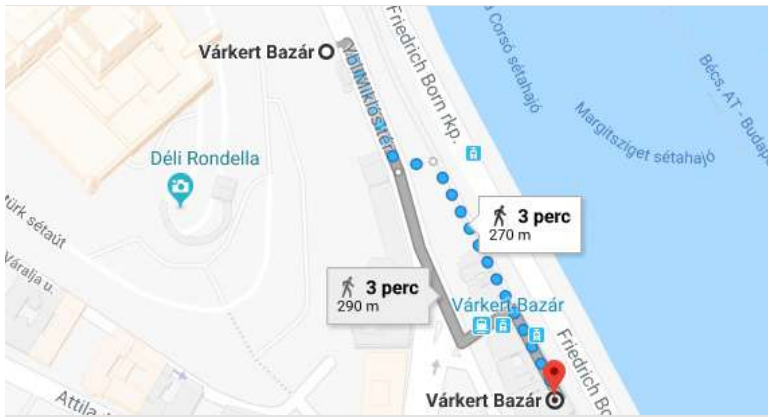 Várkert Bazár
Friedrich Born rkp.
Corsó sétahajó
Bécs, AT - Budap
Margitsziget sétahajó
Ybl Miklós tér
Déli Rondella
türk sétaút
Váralja u.
3 perc
270 m
3 perc
290 m
Várkert Bazár
Friedrich Bo
Várkert Bazár
Attila